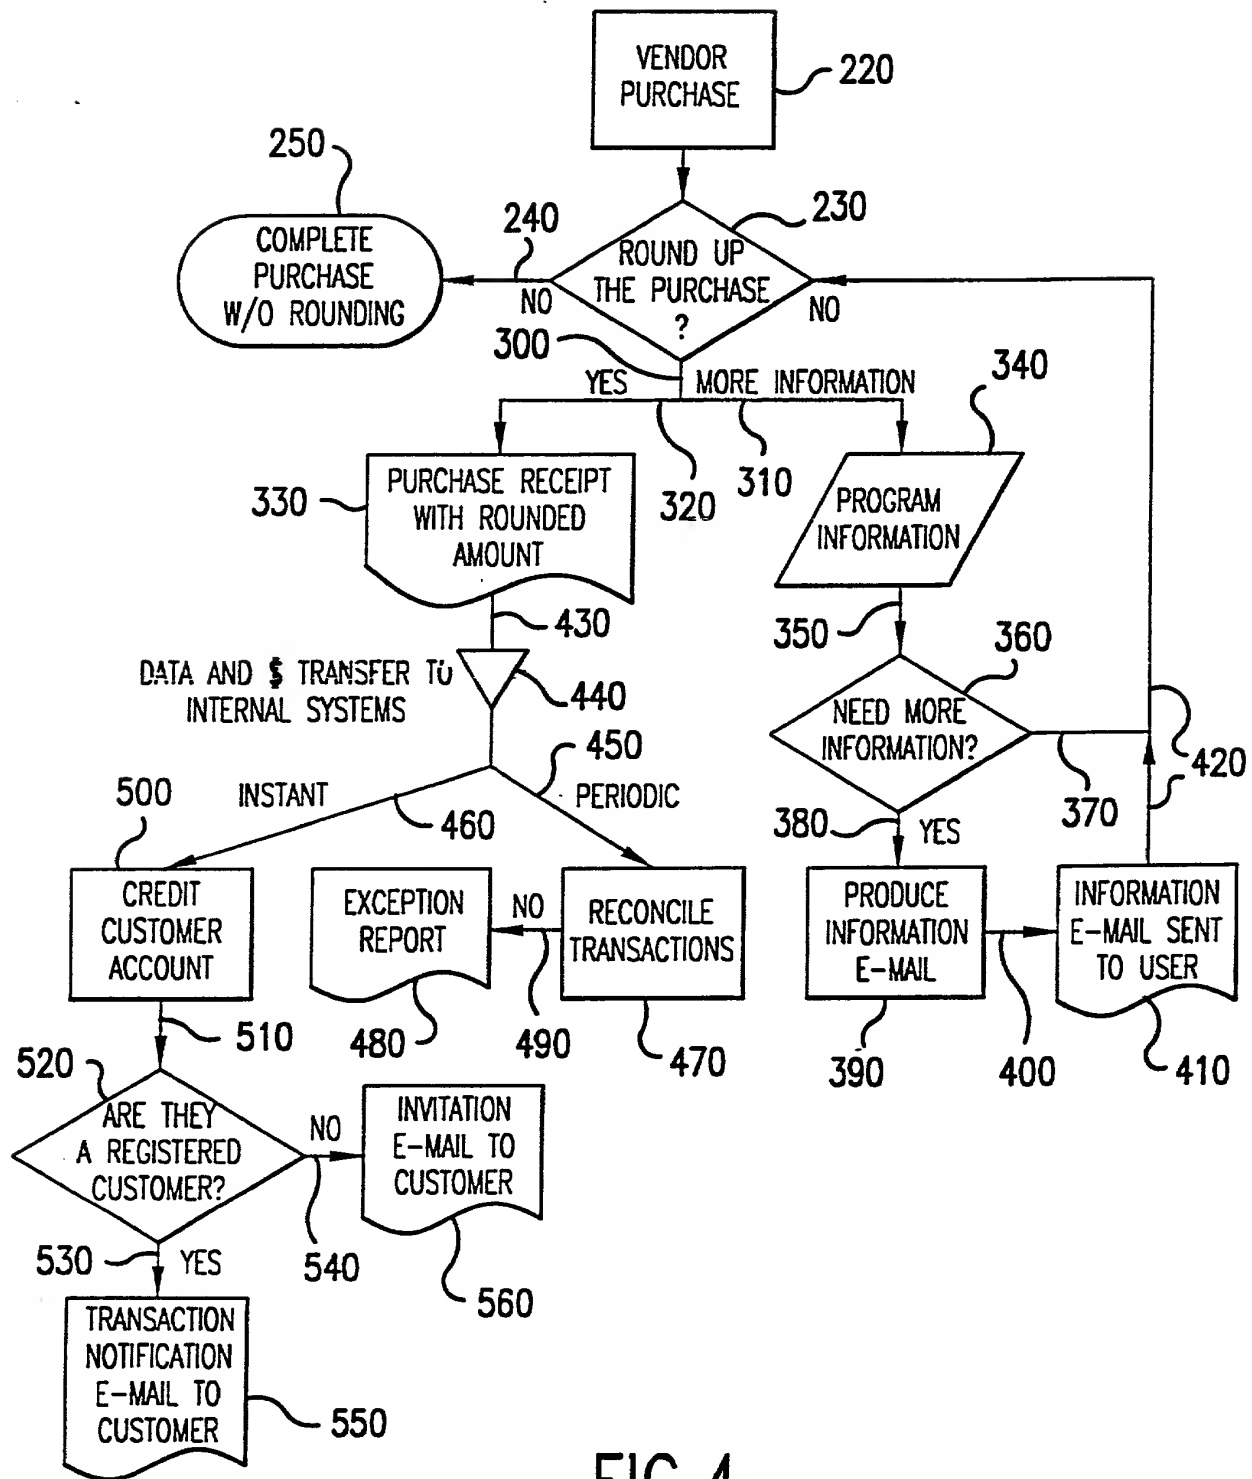 VENDOR
PURCHASE
220
250
240
230
COMPLETE
PURCHASE
W/O ROUNDING
NO
ROUND UP
THE PURCHASE
?
NO
300
YES
MORE INFORMATION
340
330
PURCHASE RECEIPT
WITH ROUNDED
AMOUNT
320
310
PROGRAM
INFORMATION
430
350
360
DATA AND $ TRANSFER TO
INTERNAL SYSTEMS
440
NEED MORE
INFORMATION?
450
420
500
INSTANT
460
PERIODIC
380
YES
370
CREDIT
CUSTOMER
ACCOUNT
EXCEPTION
REPORT
NO
RECONCILE
TRANSACTIONS
PRODUCE
INFORMATION
E-MAIL
INFORMATION
E-MAIL SENT
TO USER
510
480
490
470
390
400
410
520
ARE THEY
A REGISTERED
CUSTOMER?
NO
INVITATION
E-MAIL TO
CUSTOMER
530
YES
540
560
TRANSACTION
NOTIFICATION
E-MAIL TO
CUSTOMER
550
FIG.4